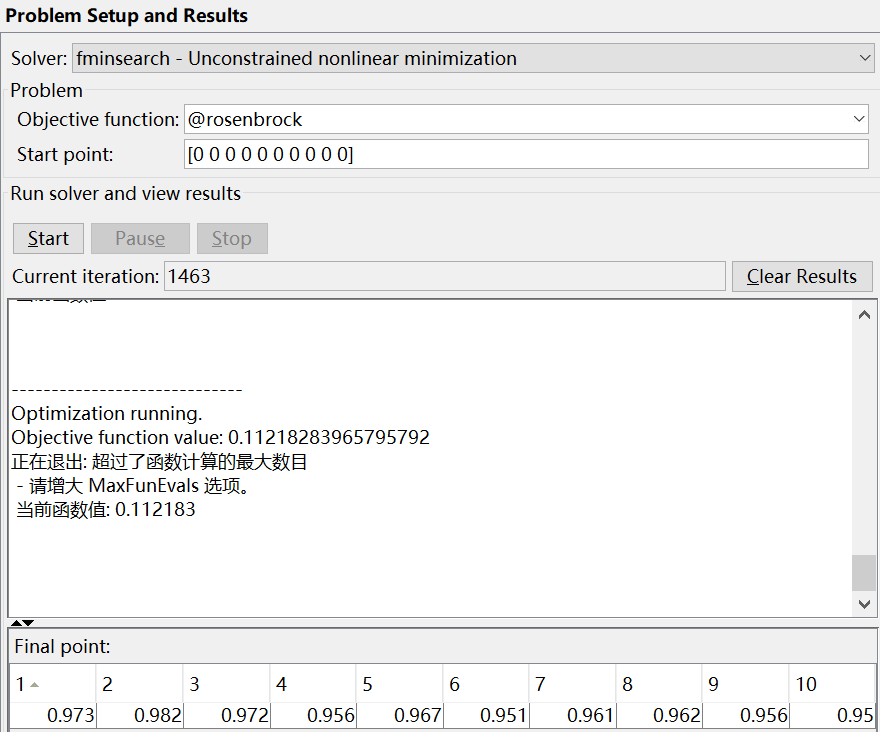 Problem Setup and Results
Solver: fminsearch - Unconstrained nonlinear minimization
Problem
Objective function: @rosenbrock
Start point: [0 0 0 0 0 0 0 0 0 0]
Run solver and view results
Start Pause Stop
Current iteration: 1463 Clear Results
-----------------------------
Optimization running.
Objective function value: 0.11218283965795792
正在退出: 超过了函数计算的最大数目
- 请增大 MaxFunEvals 选项。
当前函数值: 0.112183
Final point:
1 2 3 4 5 6 7 8 9 10
0.973 0.982 0.972 0.956 0.967 0.951 0.961 0.962 0.956 0.95